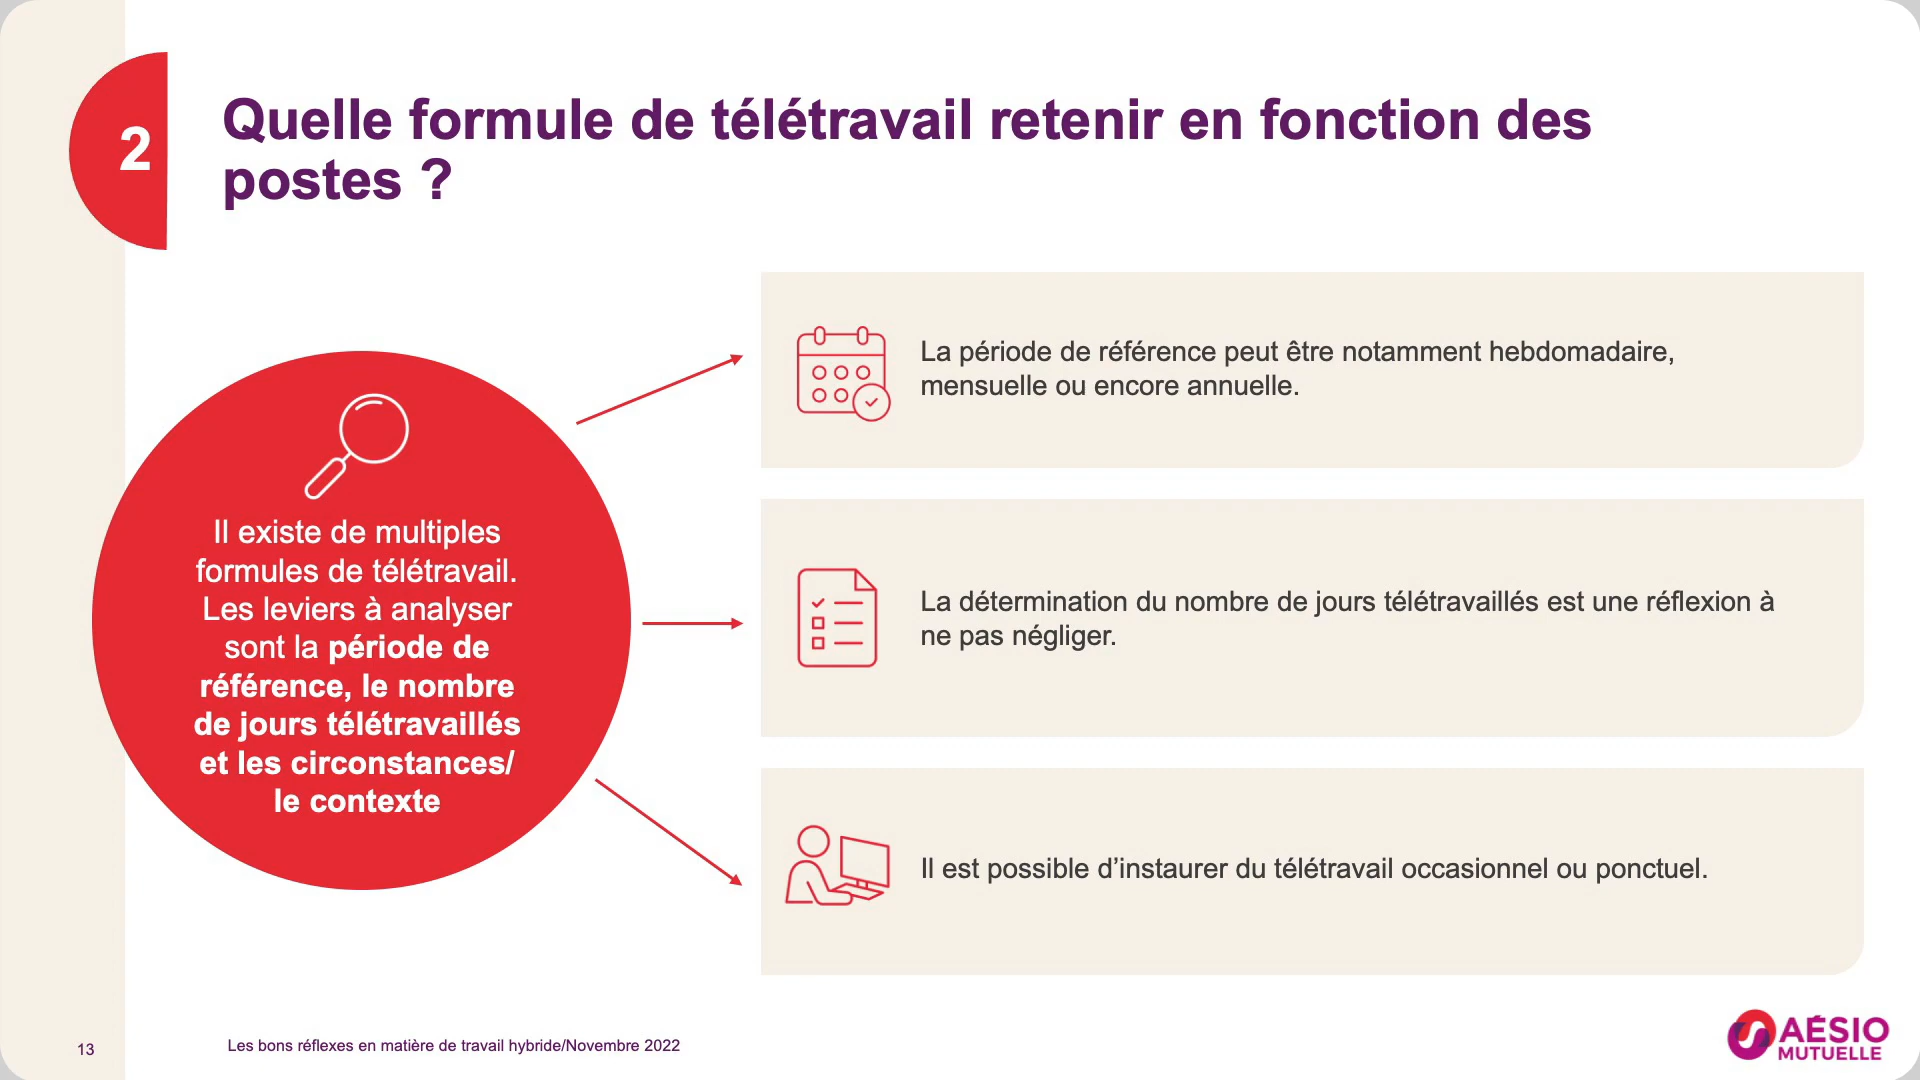 2
Quelle formule de télétravail retenir en fonction des
postes ?
Il existe de multiples
formules de télétravail.
Les leviers à analyser
sont la période de
référence, le nombre
de jours télétravaillés
et les circonstances/
le contexte
La période de référence peut être notamment hebdomadaire,
mensuelle ou encore annuelle.
La détermination du nombre de jours télétravaillés est une réflexion à
ne pas négliger.
Il est possible d’instaurer du télétravail occasionnel ou ponctuel.
13
Les bons réflexes en matière de travail hybride/Novembre 2022
AÉSIO
MUTUELLE